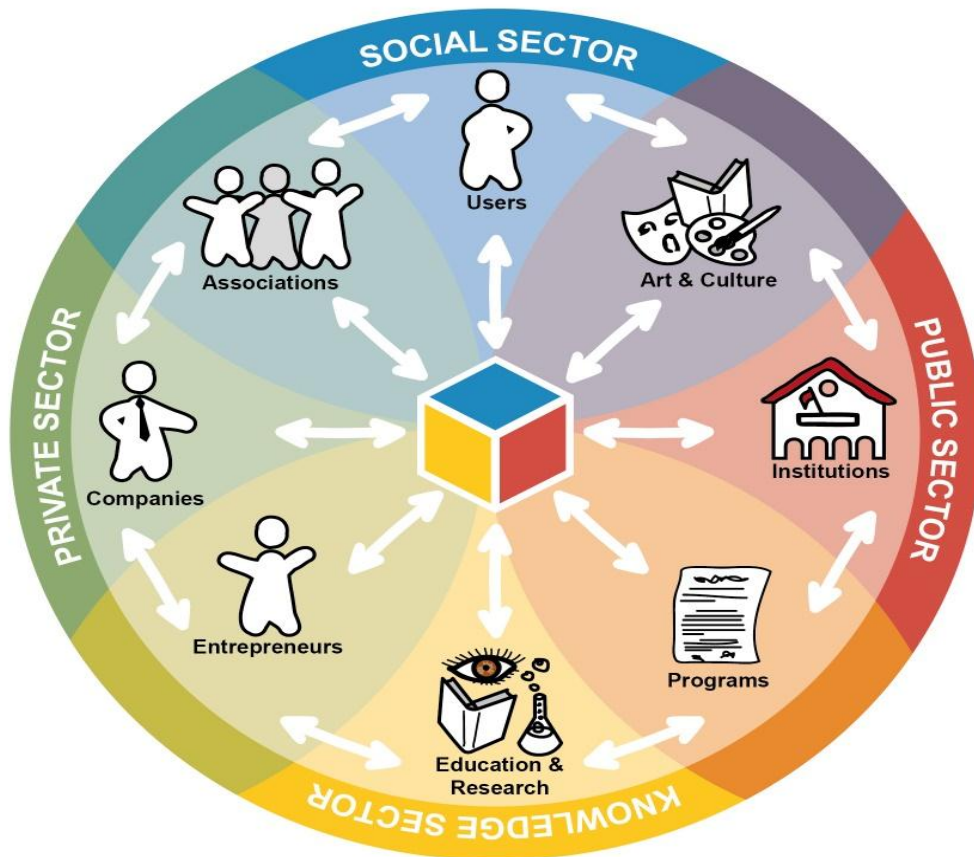 SOCIAL SECTOR
Users
Associations
Art & Culture
PRIVATE SECTOR
PUBLIC SECTOR
Companies
Institutions
Entrepreneurs
Programs
Education &
Research
KNOWLEDGE SECTOR